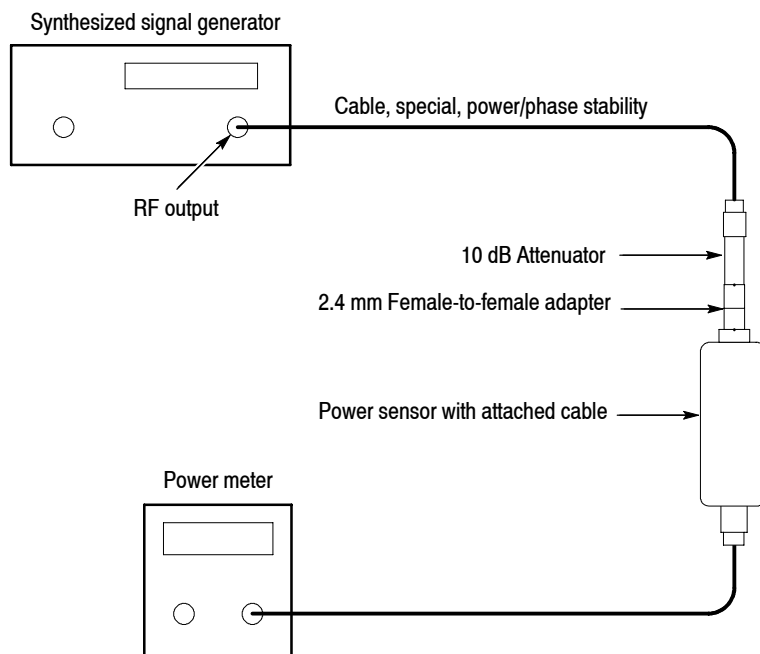 Synthesized signal generator
Cable, special, power/phase stability
RF output
10 dB Attenuator
2.4 mm Female-to-female adapter
Power sensor with attached cable
Power meter